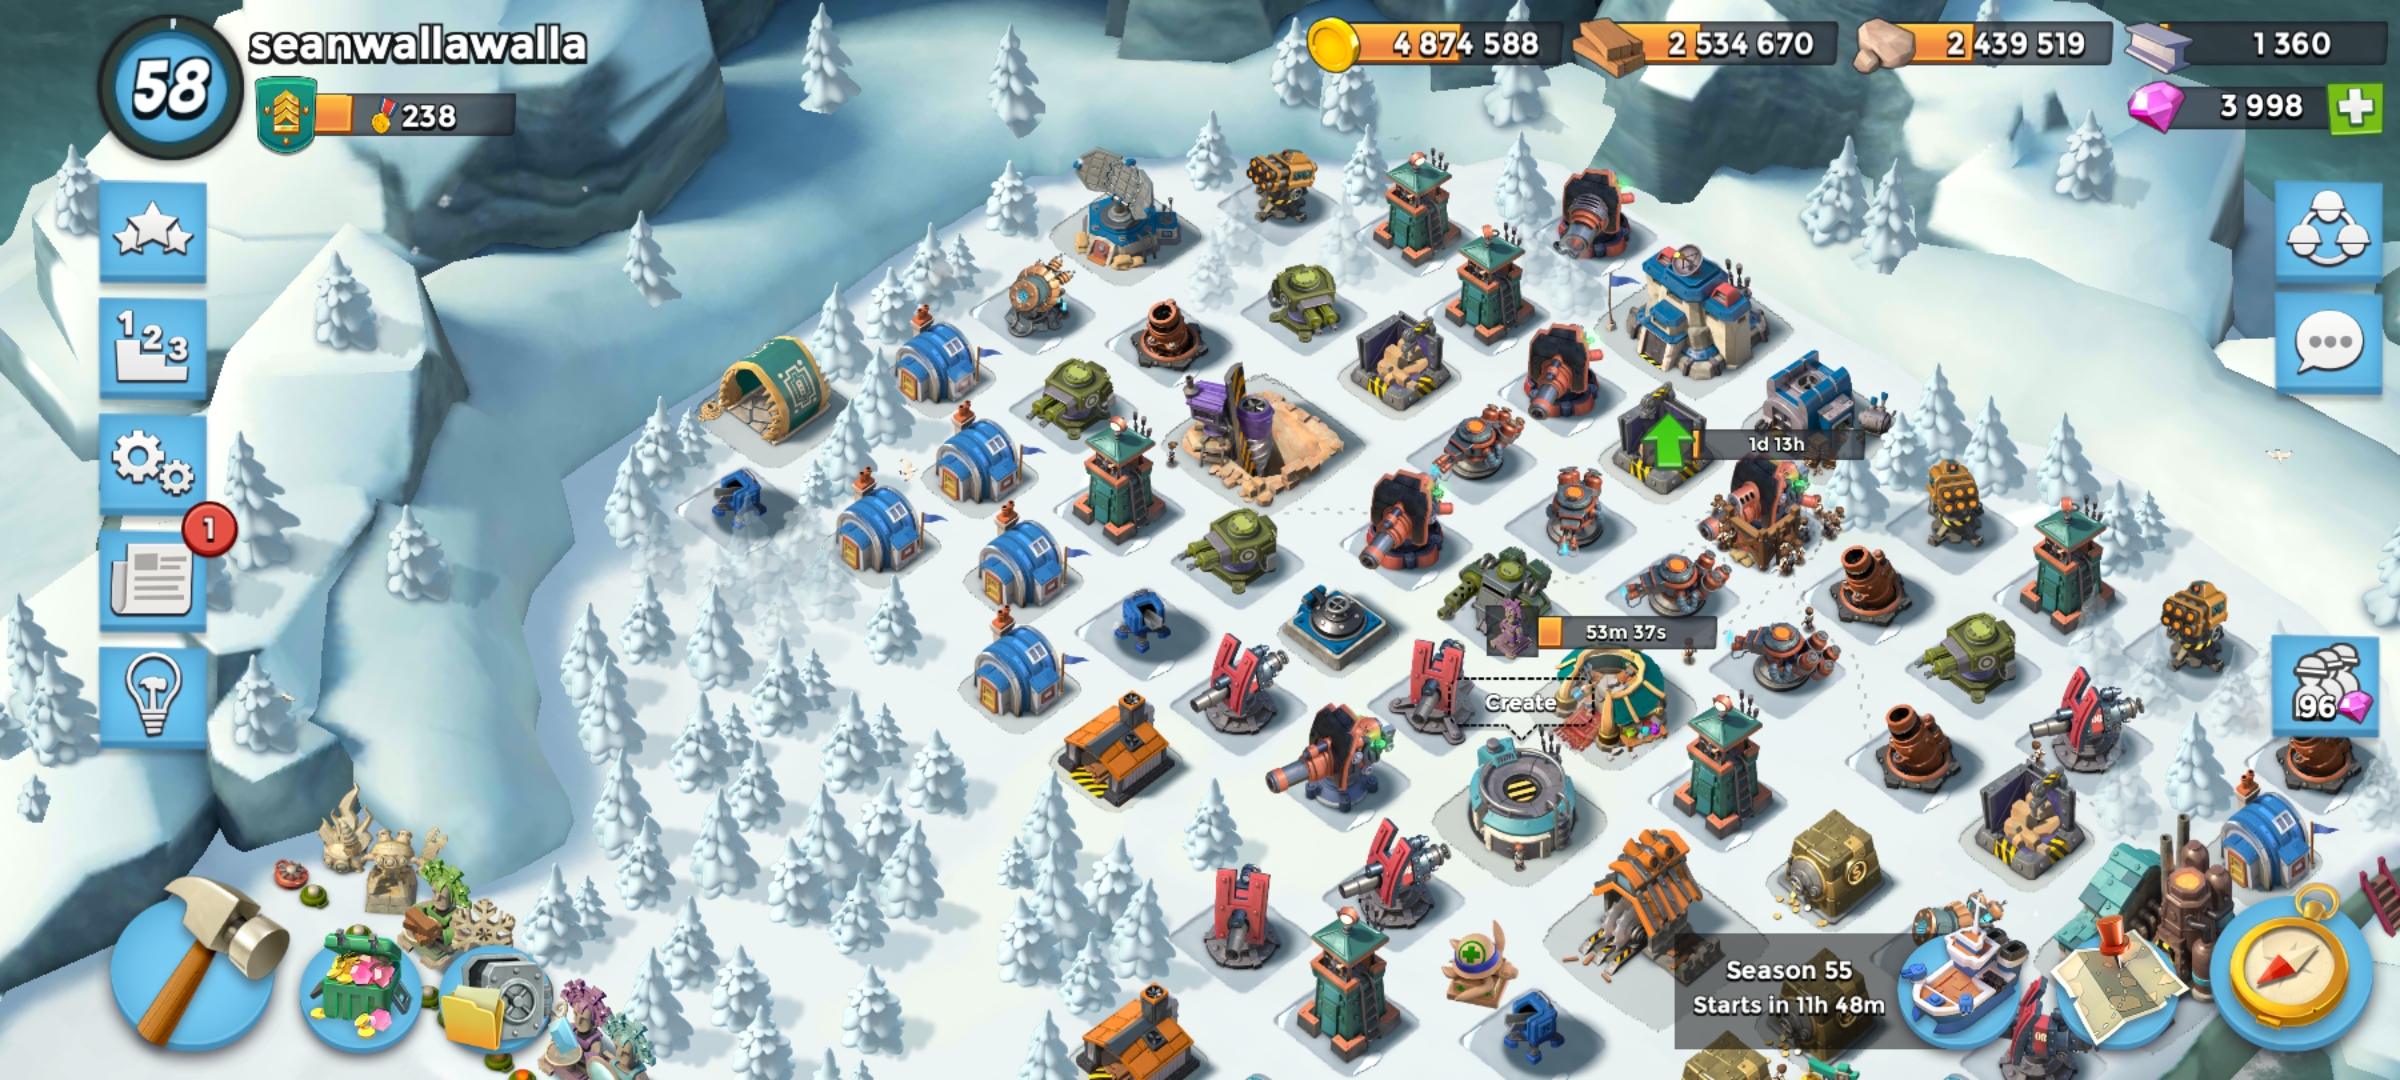 58
seanwallawalla
238
4 874 588
2 534 670
2 439 519
1 360
3 998
123
1
1d 13h
53m 37s
Create
96
Season 55
Starts in 11h 48m